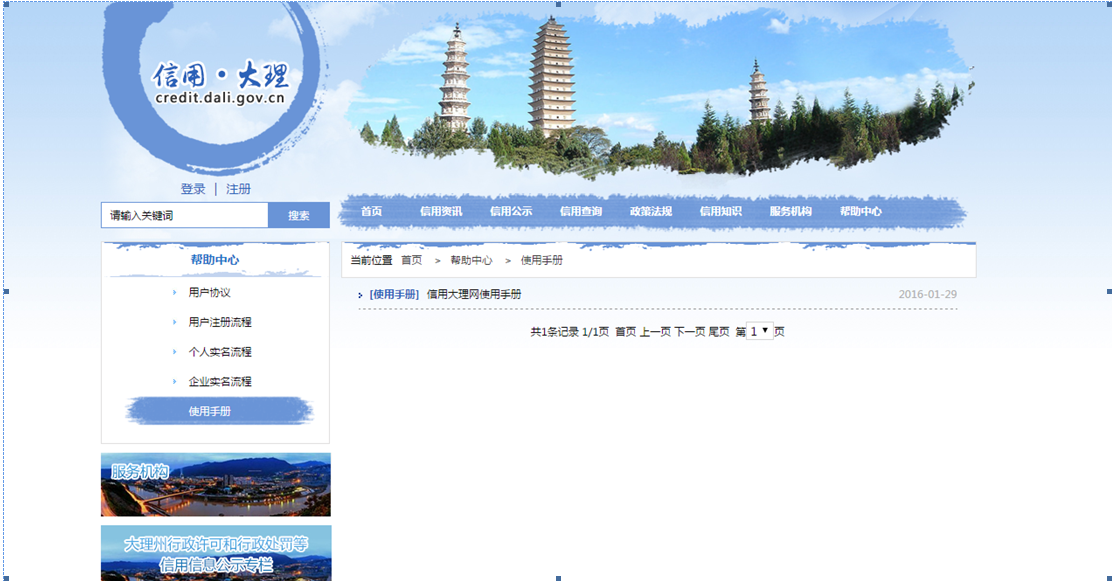 信用·大理
credit.dali.gov.cn
登录 | 注册
请输入关键词 搜索
首页 信用资讯 信用公示 信用查询 政策法规 信用知识 服务机构 帮助中心
帮助中心
用户协议
用户注册流程
个人实名流程
企业实名流程
使用手册
当前位置 首页 > 帮助中心 > 使用手册
[使用手册] 信用大理网使用手册 2016-01-29
共1条记录 1/1页 首页 上一页 下一页 尾页 第 1 页
服务机构
大理州行政许可和行政处罚等
信用信息公示专栏